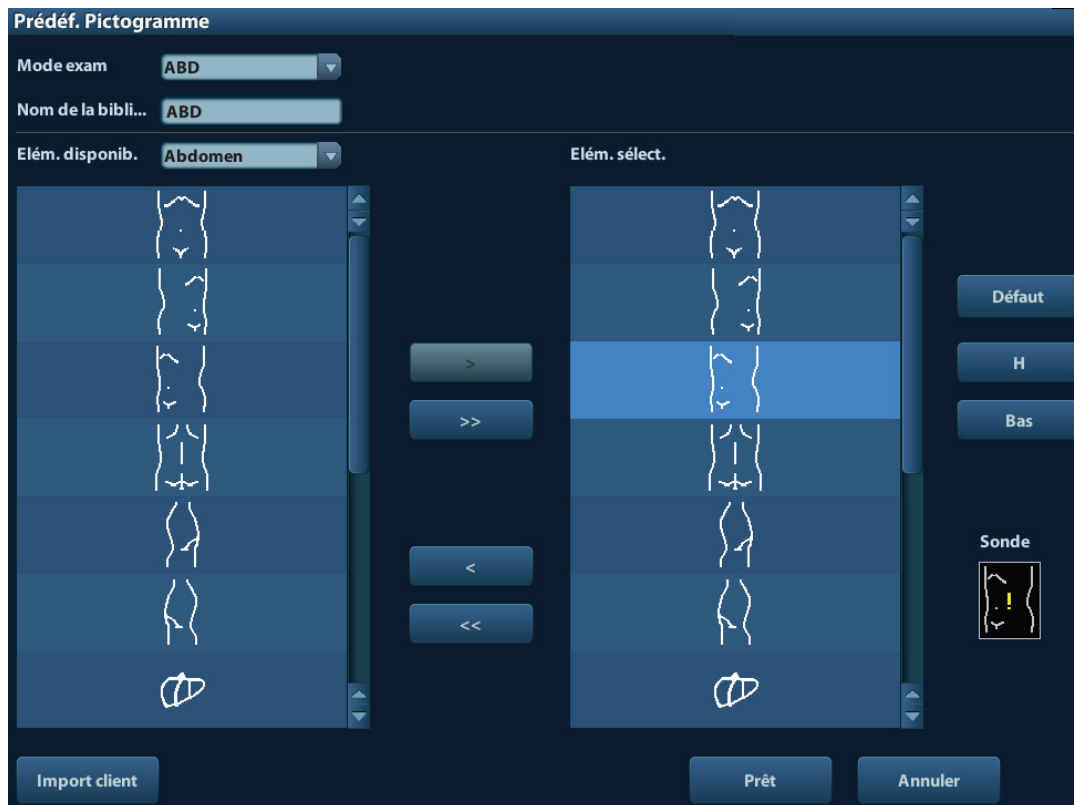 Prédéf. Pictogramme
Mode exam ABD
Nom de la bibli... ABD
Elém. disponib. Abdomen Elém. sélect.
Défaut
> H
>> Bas
Sonde
<
<<
Import client Prêt Annuler